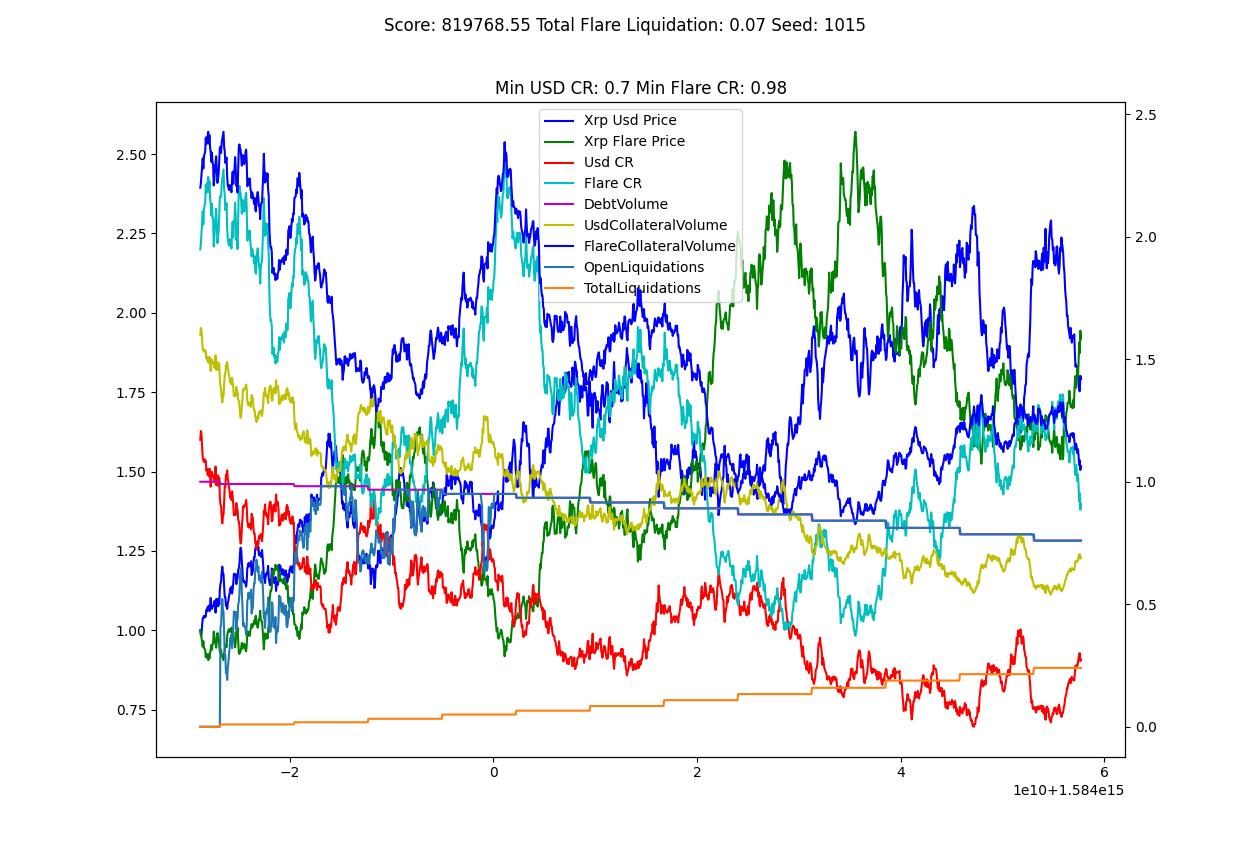 Score: 819768.55 Total Flare Liquidation: 0.07 Seed: 1015
Min USD CR: 0.7 Min Flare CR: 0.98
Xrp Usd Price
Xrp Flare Price
Usd CR
Flare CR
DebtVolume
UsdCollateralVolume
FlareCollateralVolume
OpenLiquidations
TotalLiquidations
2.50
2.25
2.00
1.75
1.50
1.25
1.00
0.75
2.5
2.0
1.5
1.0
0.5
0.0
−2 0 2 4 6
1e10+1.584e15